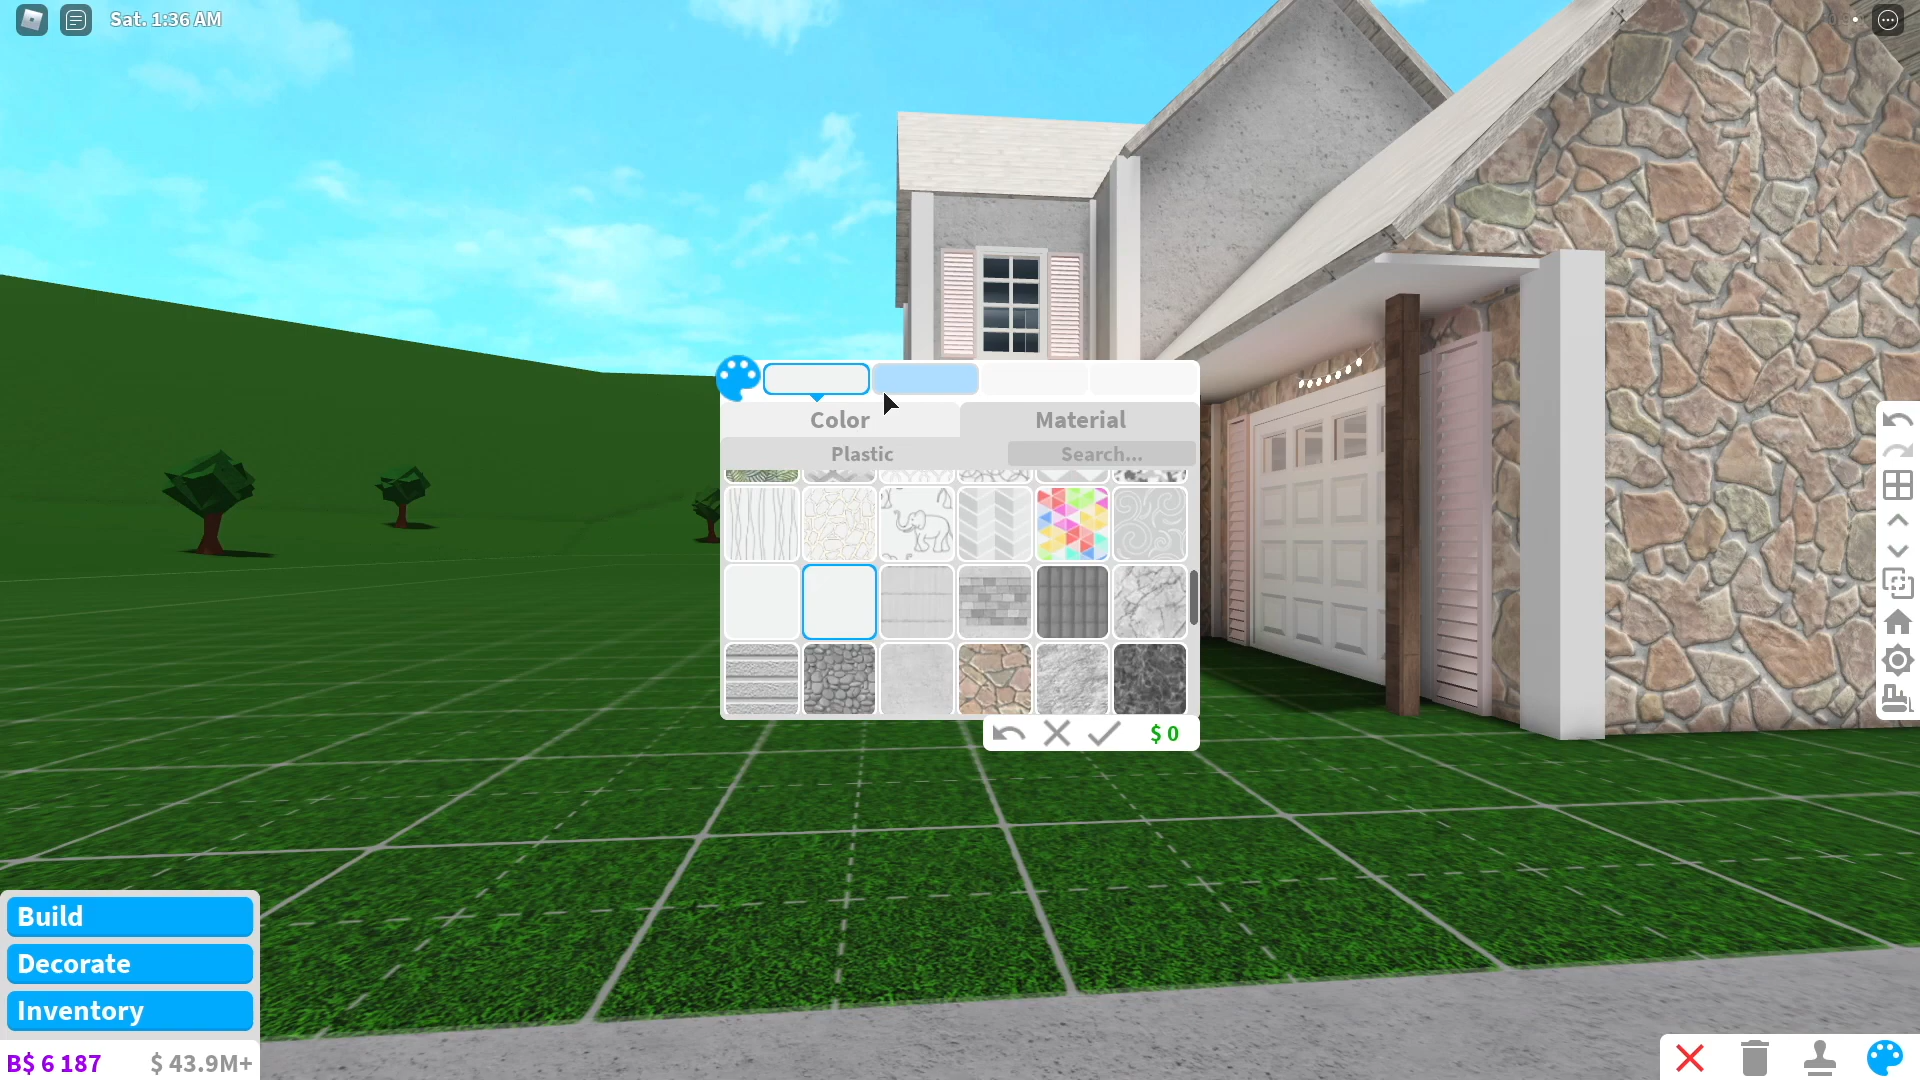 Sat. 1:36 AM
Color
Material
Plastic
Search...
$ 0
Build
Decorate
Inventory
B$ 6 187
$ 43.9M+